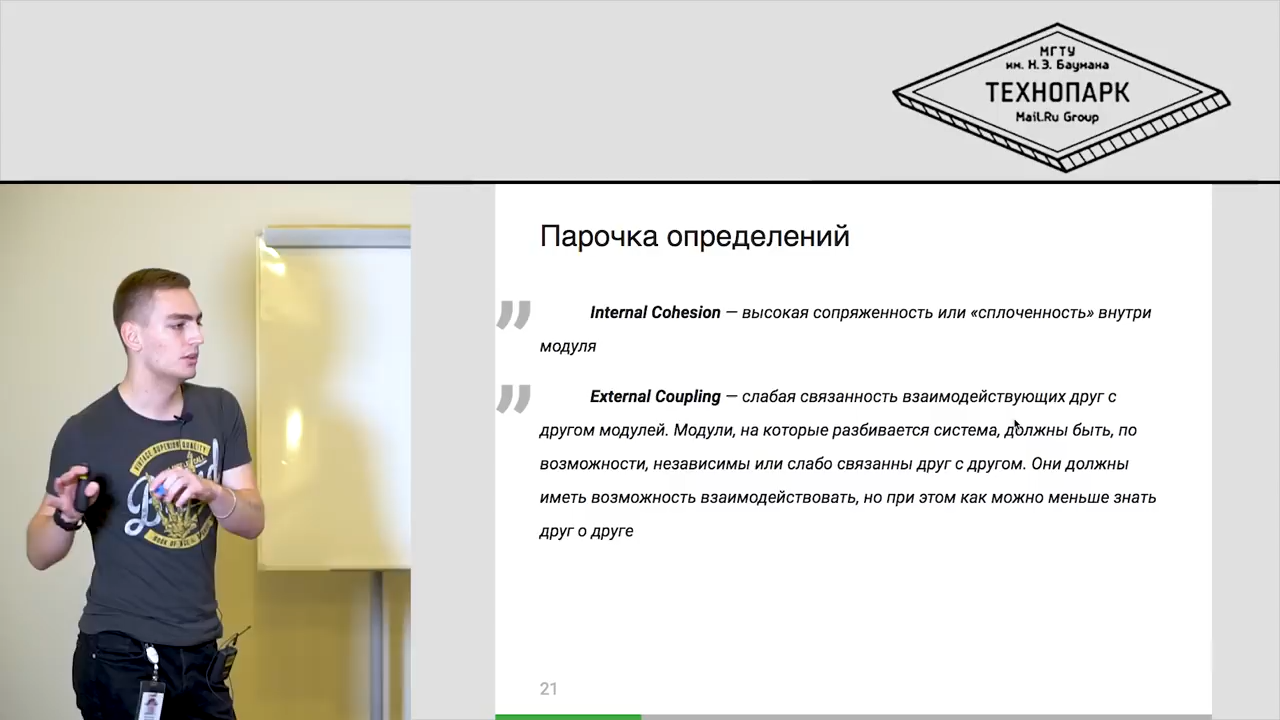 МГТУ
им. Н.Э. Баумана
ТЕХНОПАРК
Mail.Ru Group
Парочка определений
Internal Cohesion — высокая сопряженность или «сплоченность» внутри
модуля
External Coupling — слабая связанность взаимодействующих друг с
другом модулей. Модули, на которые разбивается система, должны быть, по
возможности, независимы или слабо связанны друг с другом. Они должны
иметь возможность взаимодействовать, но при этом как можно меньше знать
друг о друге
21